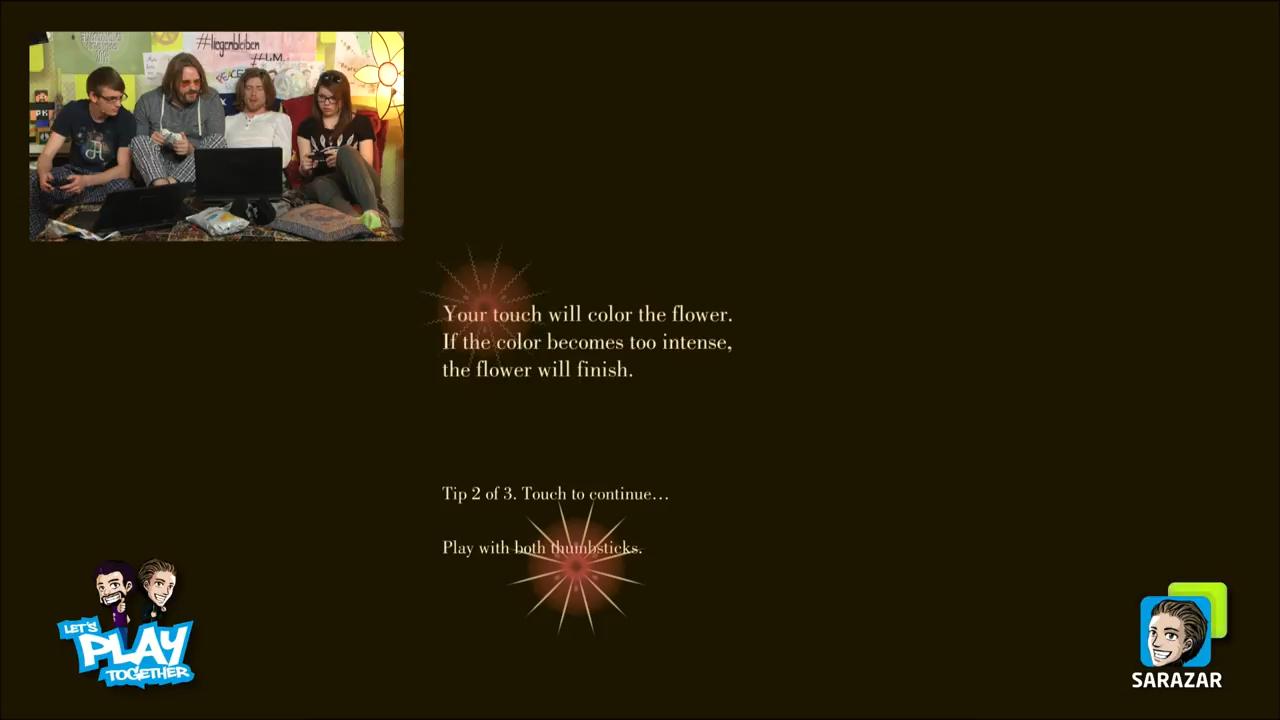 #liegenbleiben
PEACE
Your touch will color the flower.
If the color becomes too intense,
the flower will finish.
Tip 2 of 3. Touch to continue…
Play with both thumbsticks.
LET'S
PLAY
TOGETHER
SARAZAR